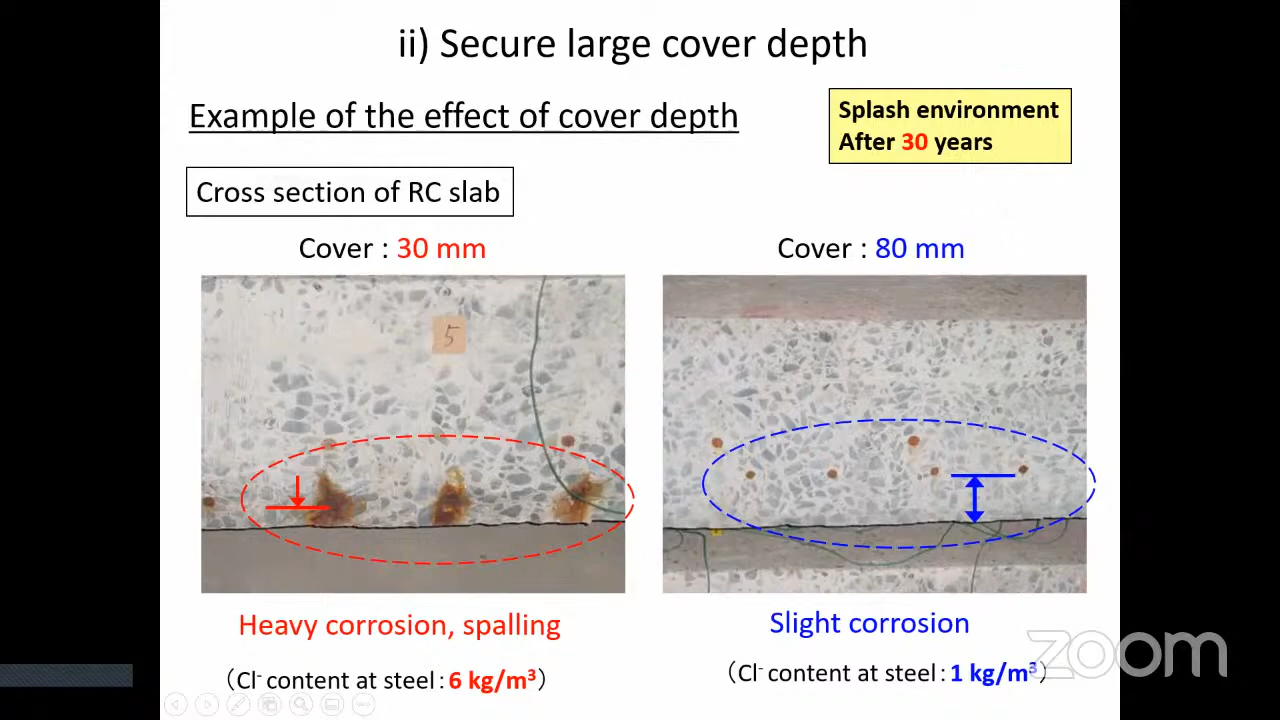 ii) Secure large cover depth
Example of the effect of cover depth
Splash environment
After 30 years
Cross section of RC slab
Cover : 30 mm
Cover : 80 mm
5
Heavy corrosion, spalling
Slight corrosion
(Cl⁻ content at steel : 6 kg/m³)
(Cl⁻ content at steel : 1 kg/m³)
zoom